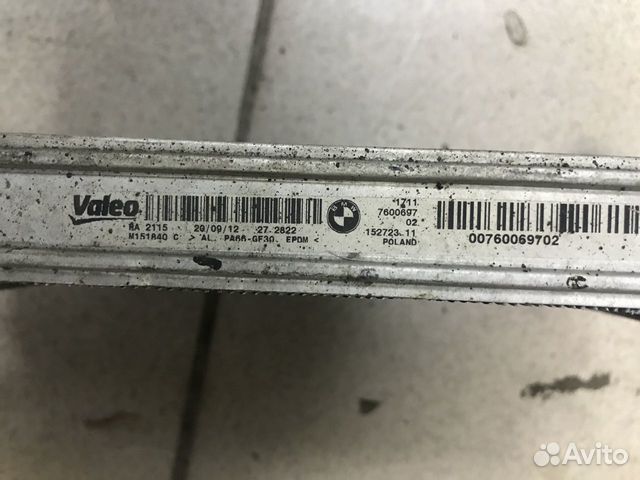 Valeo
RA 2115 20/09/12 27.2822
M151840 C > AL. PA66-GF30. EPDM <
BMW
1711
7600697
02
152723.11
POLAND
00760069702
Avito